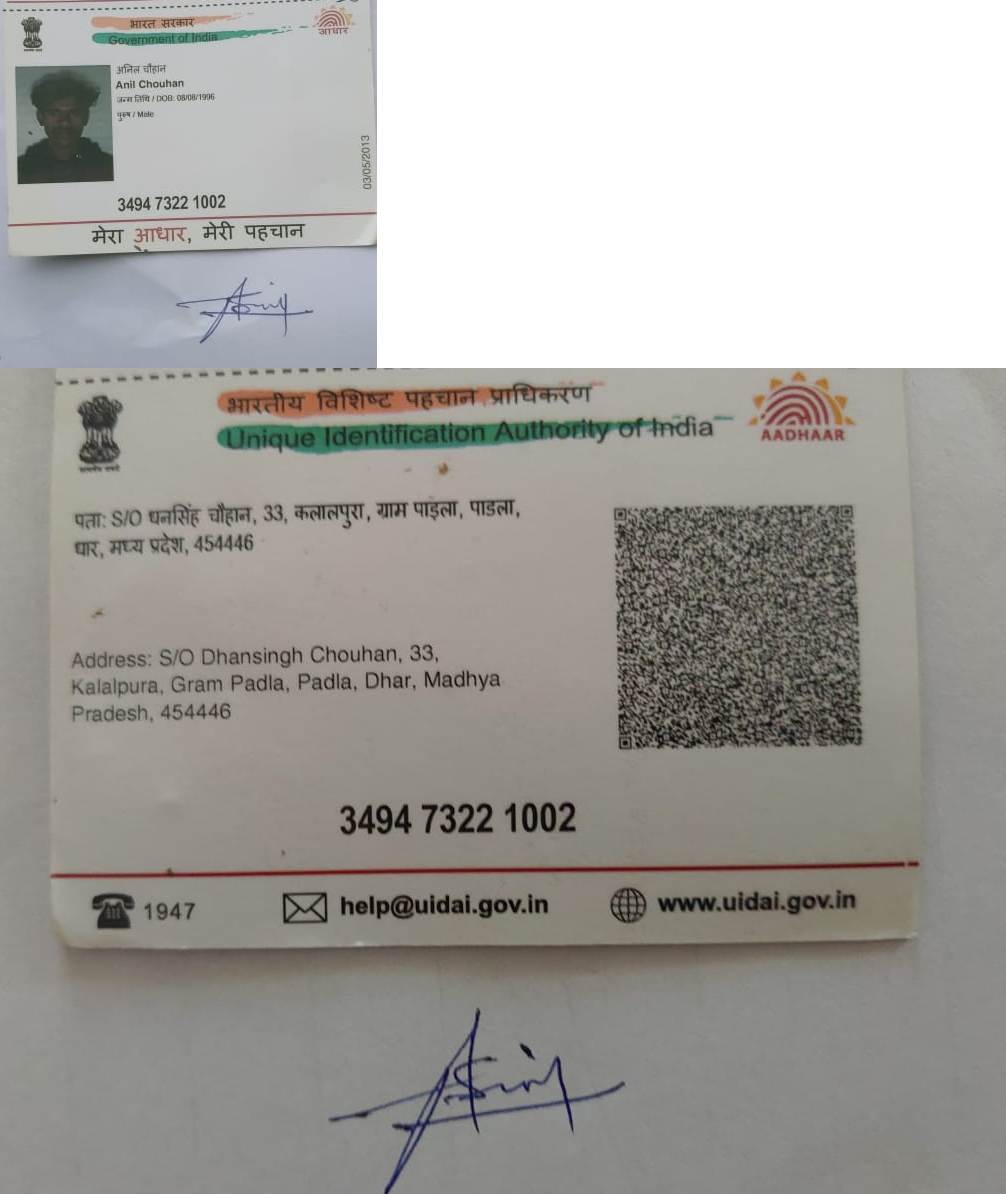 भारत सरकार
Government of India
आधार
अनिल चौहान
Anil Chouhan
जन्म तिथि / DOB: 08/08/1996
पुरुष / Male
03/05/2013
3494 7322 1002
मेरा आधार, मेरी पहचान
भारतीय विशिष्ट पहचान प्राधिकरण
Unique Identification Authority of India
AADHAAR
पता: S/O धनसिंह चौहान, 33, कलालपुरा, ग्राम पाड़ला, पाडला,
धार, मध्य प्रदेश, 454446
Address: S/O Dhansingh Chouhan, 33,
Kalalpura, Gram Padla, Padla, Dhar, Madhya
Pradesh, 454446
3494 7322 1002
1947
help@uidai.gov.in
www.uidai.gov.in